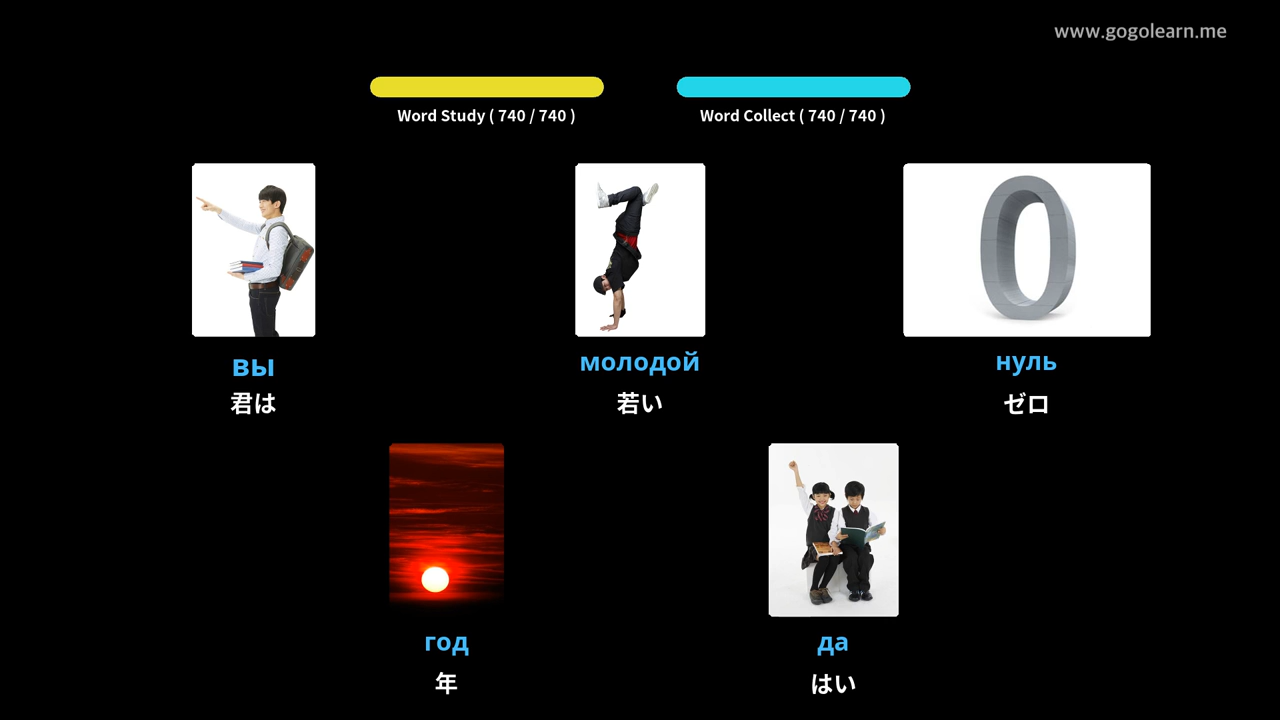 www.gogolearn.me
Word Study ( 740 / 740 )
Word Collect ( 740 / 740 )
вы
君は
молодой
若い
нуль
ゼロ
год
年
да
はい